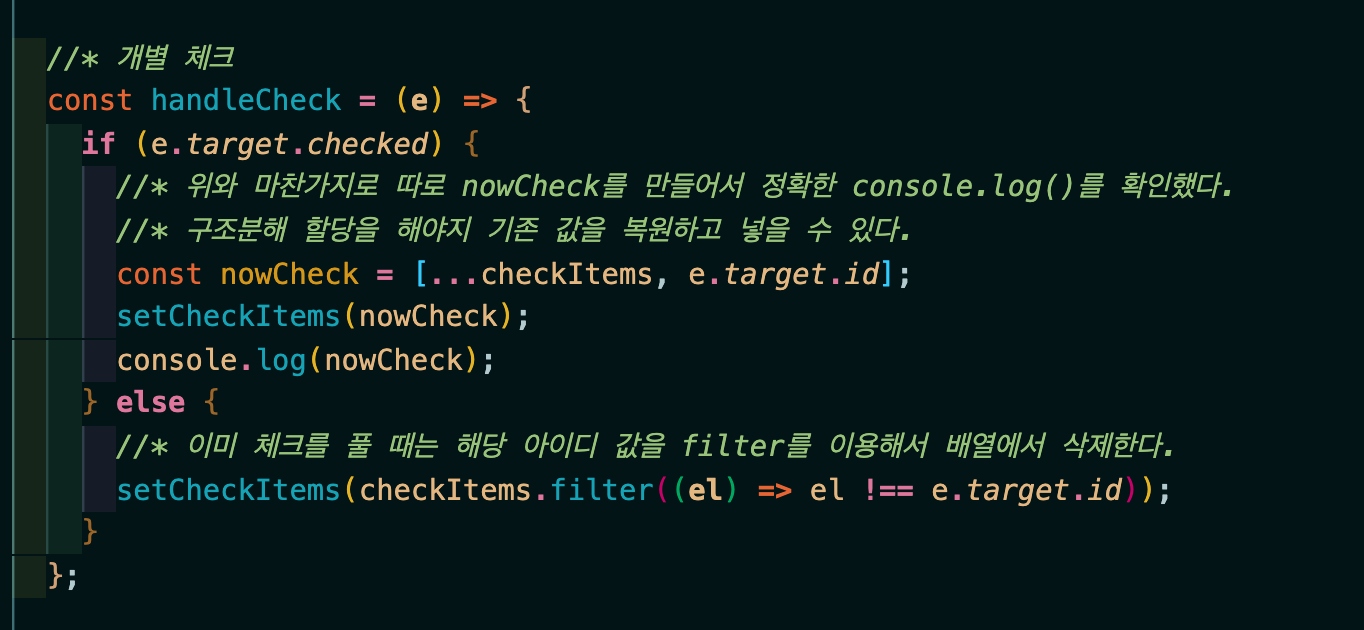 //* 개별 체크
const handleCheck = (e) => {
if (e.target.checked) {
//* 위와 마찬가지로 따로 nowCheck를 만들어서 정확한 console.log()를 확인했다.
//* 구조분해 할당을 해야지 기존 값을 복원하고 넣을 수 있다.
const nowCheck = [...checkItems, e.target.id];
setCheckItems(nowCheck);
console.log(nowCheck);
} else {
//* 이미 체크를 풀 때는 해당 아이디 값을 filter를 이용해서 배열에서 삭제한다.
setCheckItems(checkItems.filter((el) => el !== e.target.id));
}
};